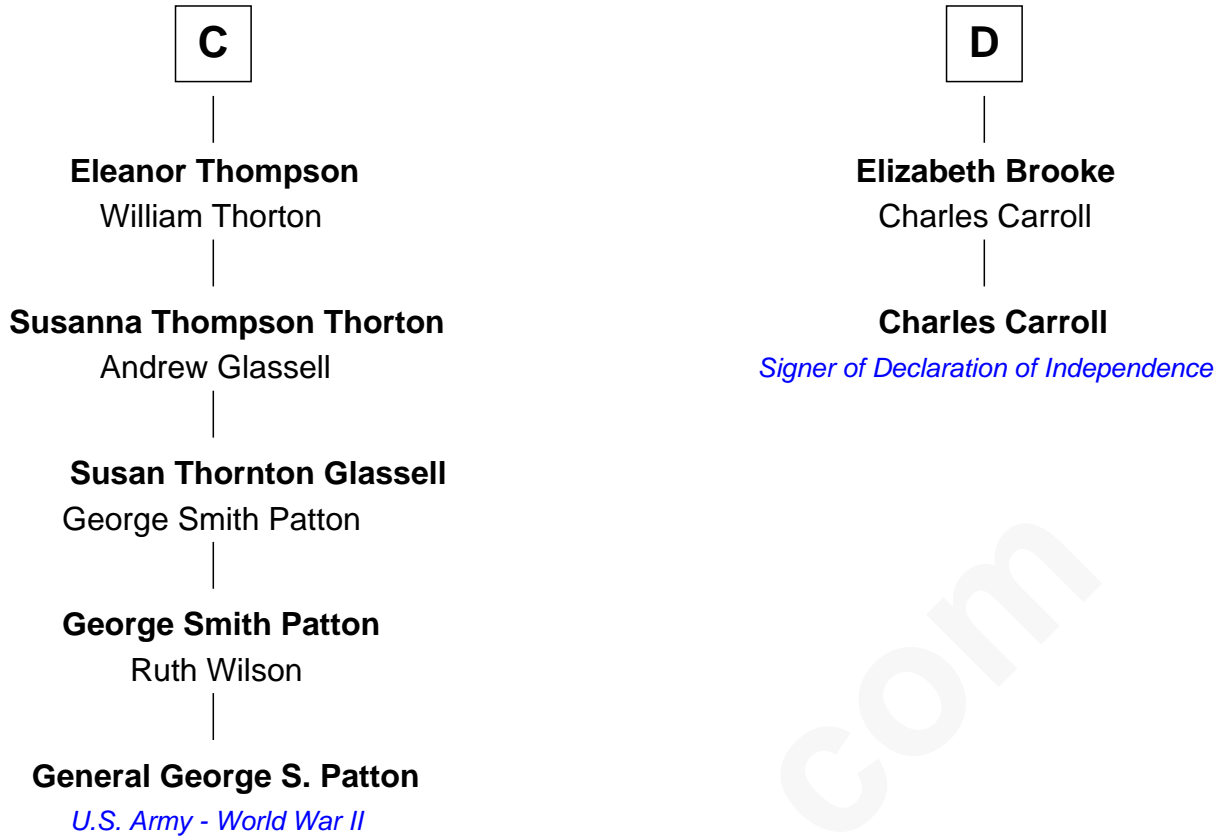 C
Eleanor Thompson
William Thorton
Susanna Thompson Thorton
Andrew Glassell
Susan Thornton Glassell
George Smith Patton
George Smith Patton
Ruth Wilson
General George S. Patton
U.S. Army - World War II
D
Elizabeth Brooke
Charles Carroll
Charles Carroll
Signer of Declaration of Independence
com